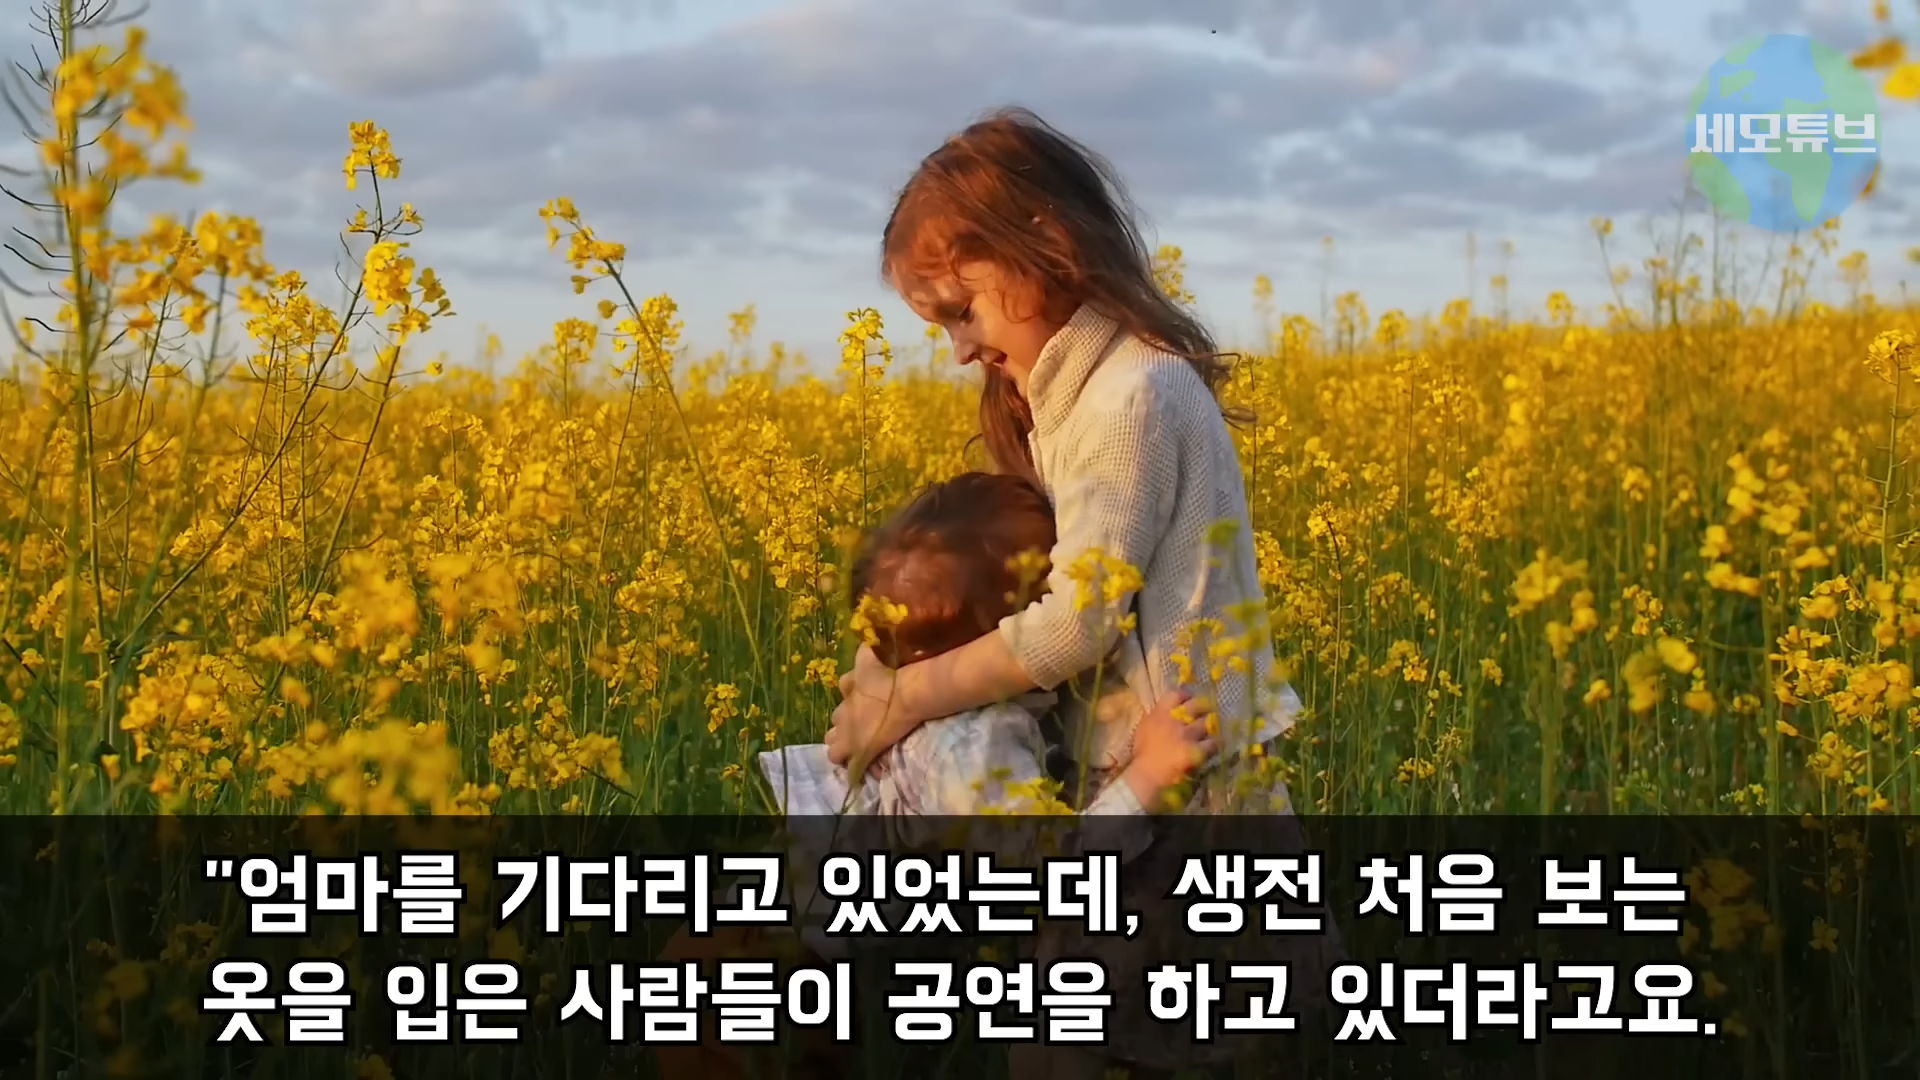 세모튜브
"엄마를 기다리고 있었는데, 생전 처음 보는
옷을 입은 사람들이 공연을 하고 있더라고요.